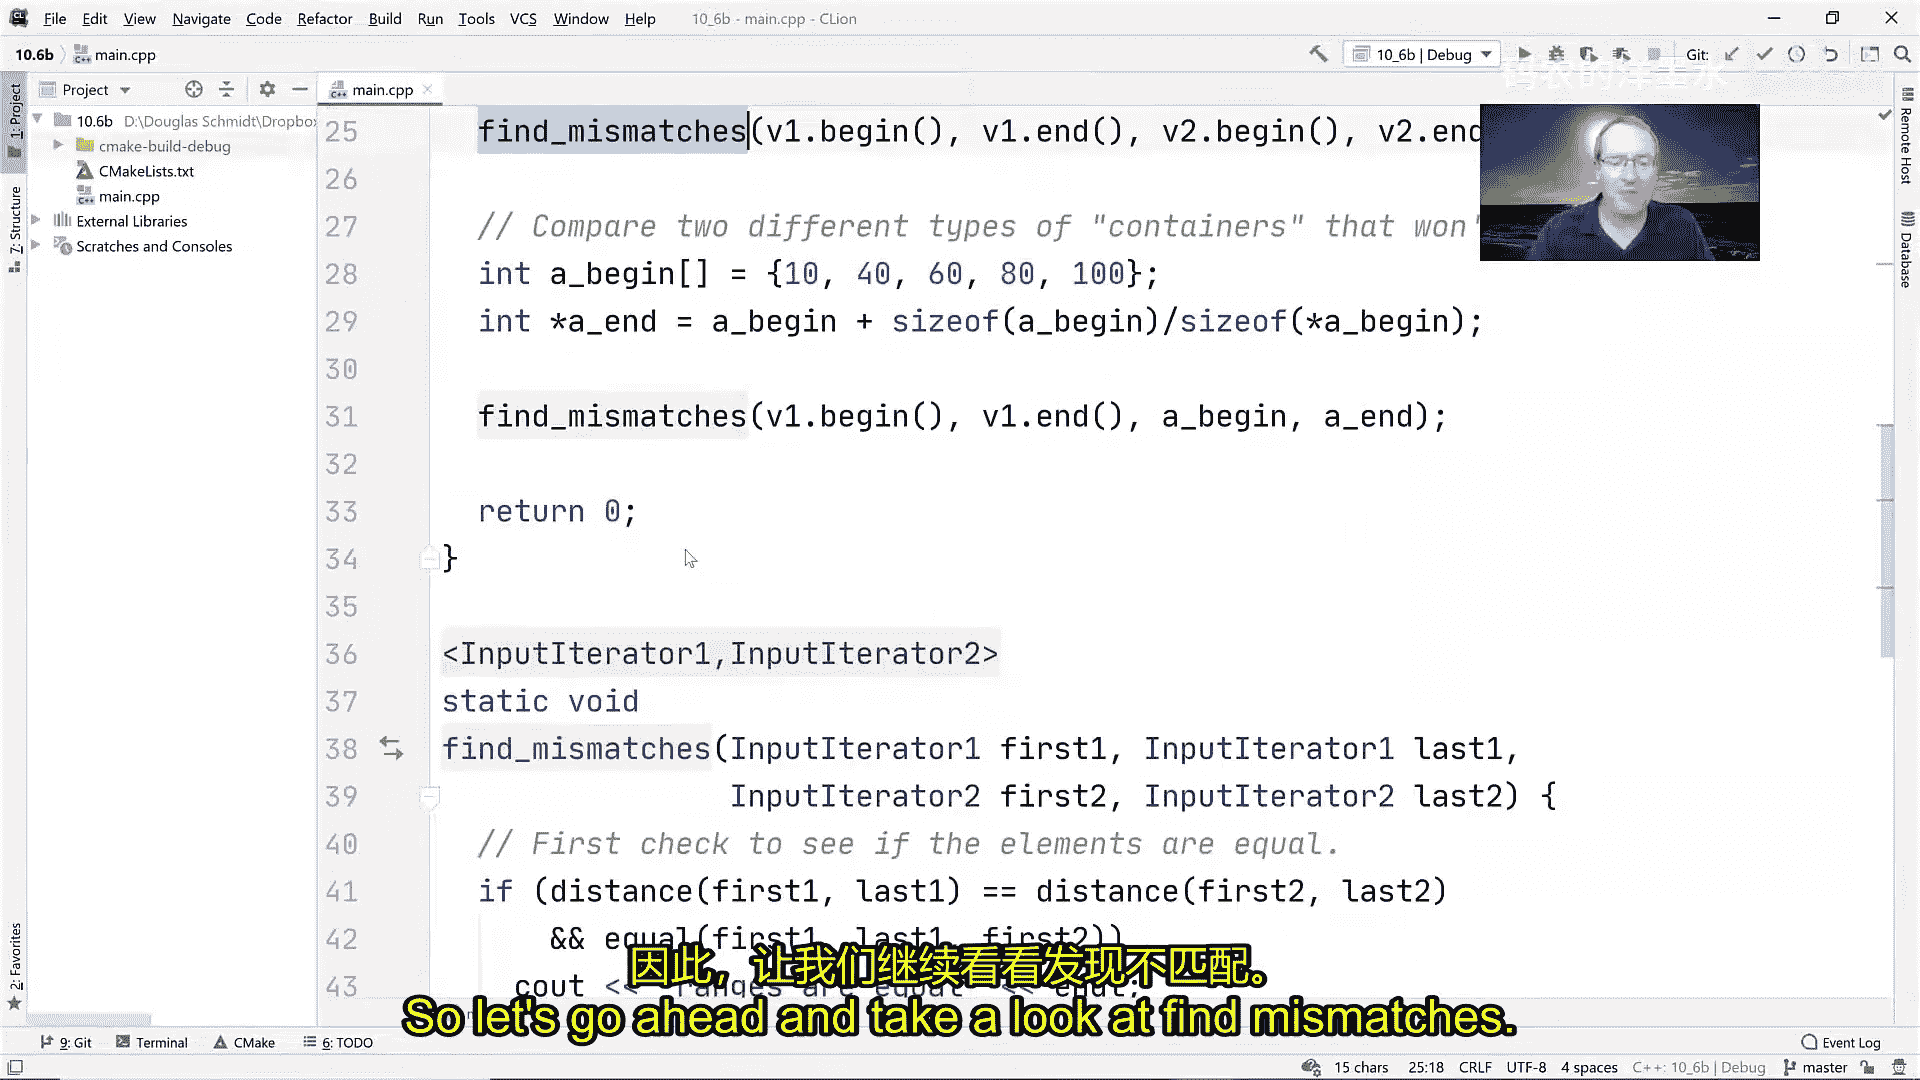 File Edit View Navigate Code Refactor Build Run Tools VCS Window Help 10_6b - main.cpp - CLion
10.6b main.cpp 10_6b | Debug Git:
Project main.cpp
1: Project
7: Structure
2: Favorites
10.6b D:\Douglas Schmidt\Dropbo
cmake-build-debug
CMakeLists.txt
main.cpp
External Libraries
Scratches and Consoles
25 find_mismatches(v1.begin(), v1.end(), v2.begin(), v2.end
26
27 // Compare two different types of "containers" that won'
28 int a_begin[] = {10, 40, 60, 80, 100};
29 int *a_end = a_begin + sizeof(a_begin)/sizeof(*a_begin);
30
31 find_mismatches(v1.begin(), v1.end(), a_begin, a_end);
32
33 return 0;
34 }
35
36 <InputIterator1,InputIterator2>
37 static void
38 find_mismatches(InputIterator1 first1, InputIterator1 last1,
39 InputIterator2 first2, InputIterator2 last2) {
40 // First check to see if the elements are equal.
41 if (distance(first1, last1) == distance(first2, last2)
42 && equal(first1, last1, first2))
43 cout << "ranges are equal" << endl;
因此，让我们继续看看发现不匹配。
So let's go ahead and take a look at find mismatches.
Remote Host
Database
9: Git Terminal CMake 6: TODO Event Log
15 chars 25:18 CRLF UTF-8 4 spaces C++: 10_6b | Debug master